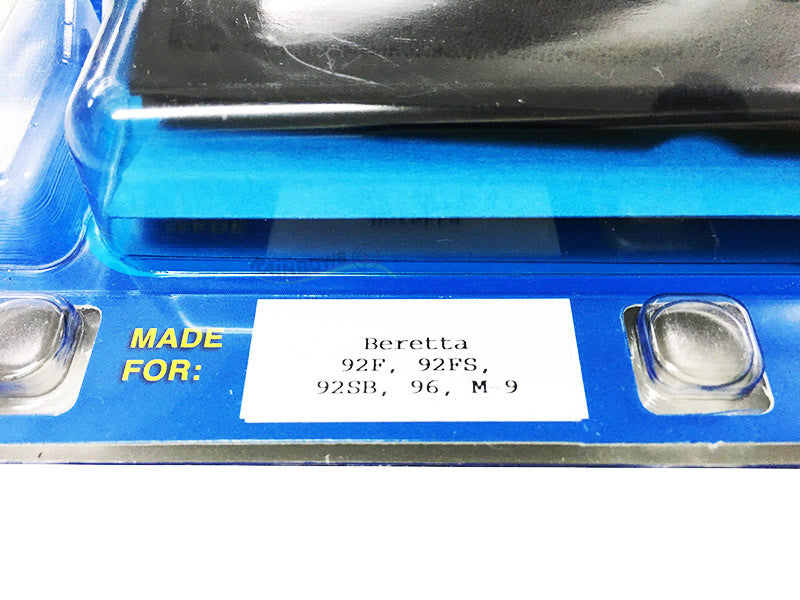 MADE
FOR:
Beretta
92F, 92FS,
92SB, 96, M-9